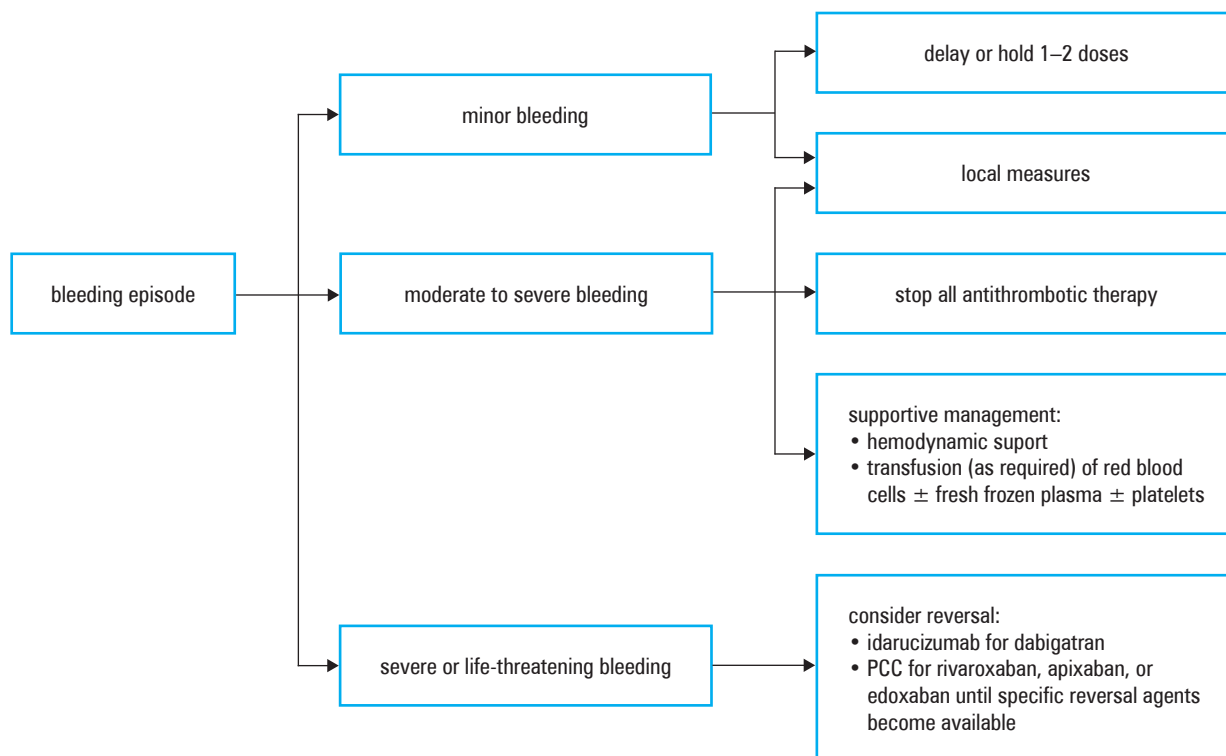 bleeding episode
minor bleeding
delay or hold 1–2 doses
local measures
moderate to severe bleeding
stop all antithrombotic therapy
supportive management:
• hemodynamic suport
• transfusion (as required) of red blood
cells ± fresh frozen plasma ± platelets
severe or life-threatening bleeding
consider reversal:
• idarucizumab for dabigatran
• PCC for rivaroxaban, apixaban, or
edoxaban until specific reversal agents
become available